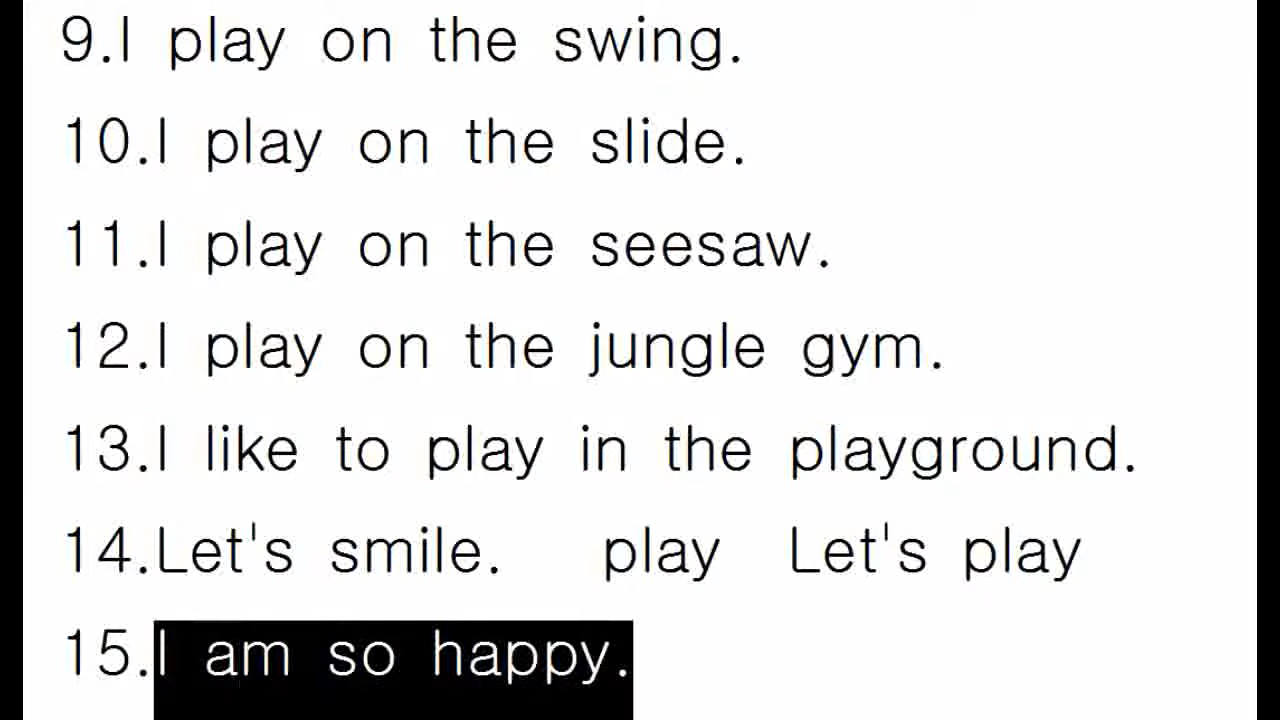 9.I play on the swing.
10.I play on the slide.
11.I play on the seesaw.
12.I play on the jungle gym.
13.I like to play in the playground.
14.Let's smile. play Let's play
15.I am so happy.